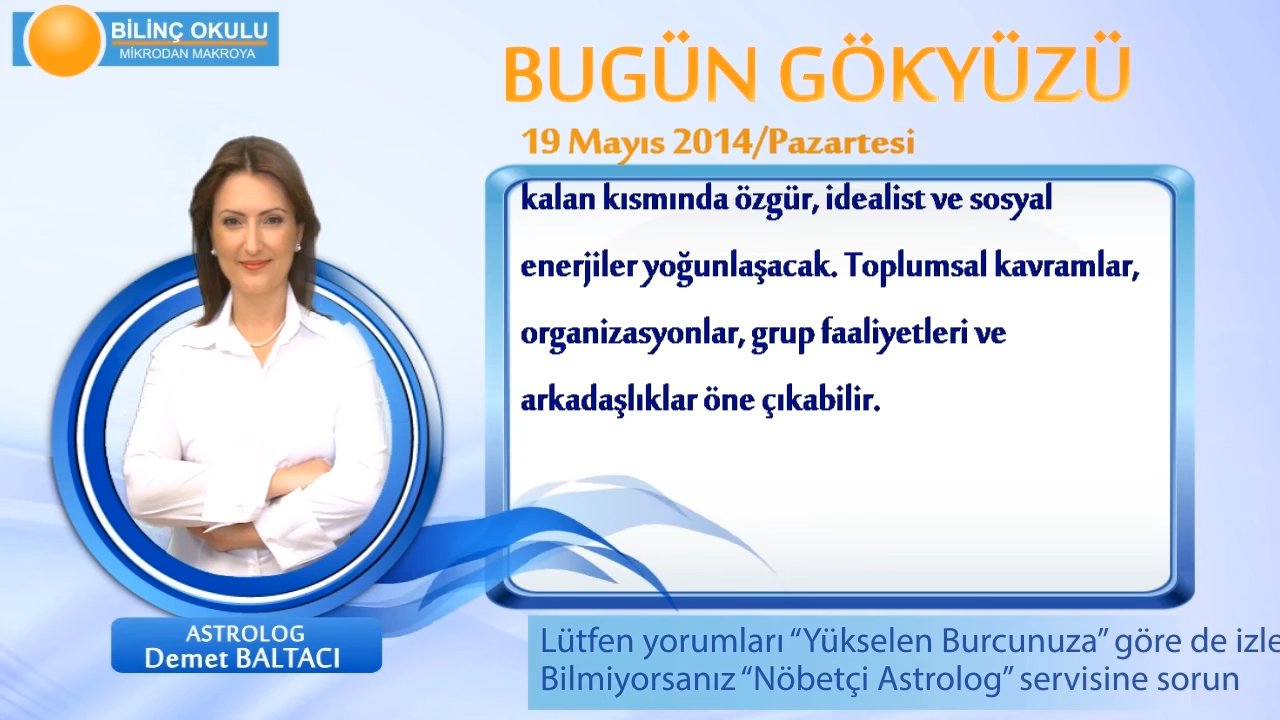 BİLİNÇ OKULU
MİKRODAN MAKROYA
BUGÜN GÖKYÜZÜ
19 Mayıs 2014/Pazartesi
kalan kısmında özgür, idealist ve sosyal
enerjiler yoğunlaşacak. Toplumsal kavramlar,
organizasyonlar, grup faaliyetleri ve
arkadaşlıklar öne çıkabilir.
ASTROLOG
Demet BALTACI
Lütfen yorumları “Yükselen Burcunuza” göre de izle
Bilmiyorsanız “Nöbetçi Astrolog” servisine sorun